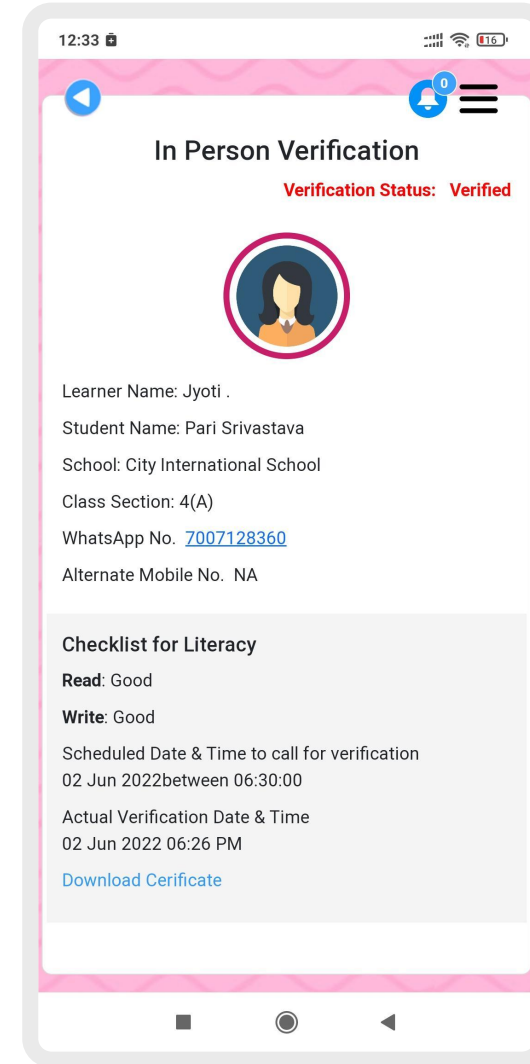 12:33
16
0
In Person Verification
Verification Status: Verified
Learner Name: Jyoti .
Student Name: Pari Srivastava
School: City International School
Class Section: 4(A)
WhatsApp No. 7007128360
Alternate Mobile No. NA
Checklist for Literacy
Read: Good
Write: Good
Scheduled Date & Time to call for verification
02 Jun 2022between 06:30:00
Actual Verification Date & Time
02 Jun 2022 06:26 PM
Download Cerificate